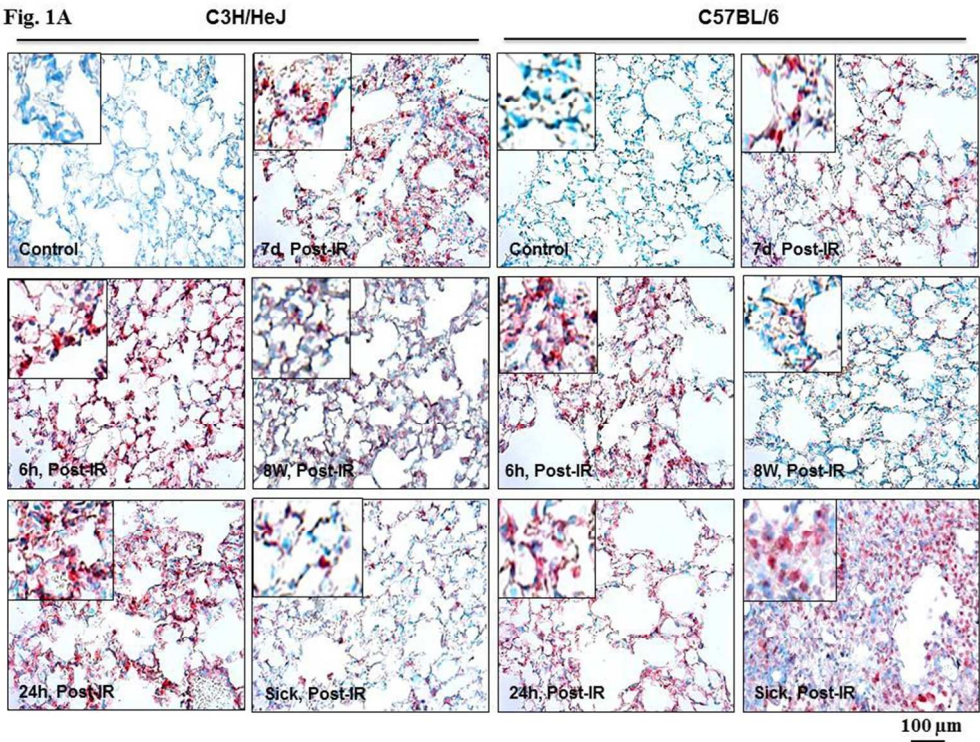 Fig. 1A
C3H/HeJ
C57BL/6
Control
7d, Post-IR
Control
7d, Post-IR
6h, Post-IR
8W, Post-IR
6h, Post-IR
8W, Post-IR
24h, Post-IR
Sick, Post-IR
24h, Post-IR
Sick, Post-IR
100 µm